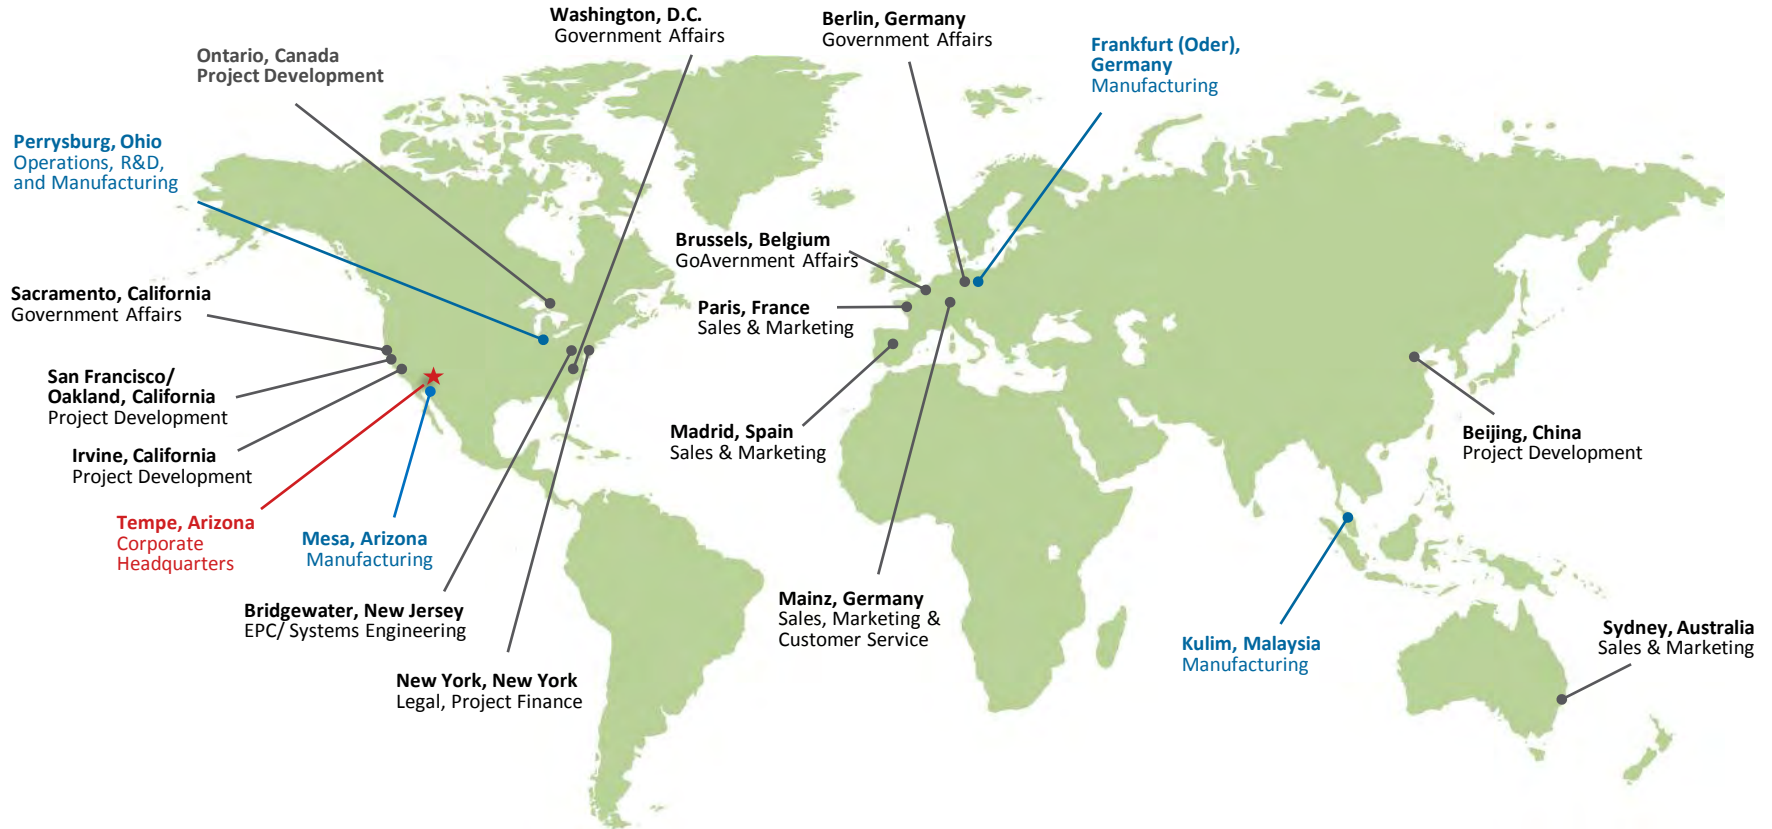 Washington, D.C.
Government Affairs
Berlin, Germany
Government Affairs
Frankfurt (Oder),
Germany
Manufacturing
Ontario, Canada
Project Development
Perrysburg, Ohio
Operations, R&D,
and Manufacturing
Brussels, Belgium
GoAvernment Affairs
Sacramento, California
Government Affairs
Paris, France
Sales & Marketing
San Francisco/
Oakland, California
Project Development
Madrid, Spain
Sales & Marketing
Beijing, China
Project Development
Irvine, California
Project Development
Tempe, Arizona
Corporate
Headquarters
Mesa, Arizona
Manufacturing
Bridgewater, New Jersey
EPC/ Systems Engineering
Mainz, Germany
Sales, Marketing &
Customer Service
Kulim, Malaysia
Manufacturing
Sydney, Australia
Sales & Marketing
New York, New York
Legal, Project Finance